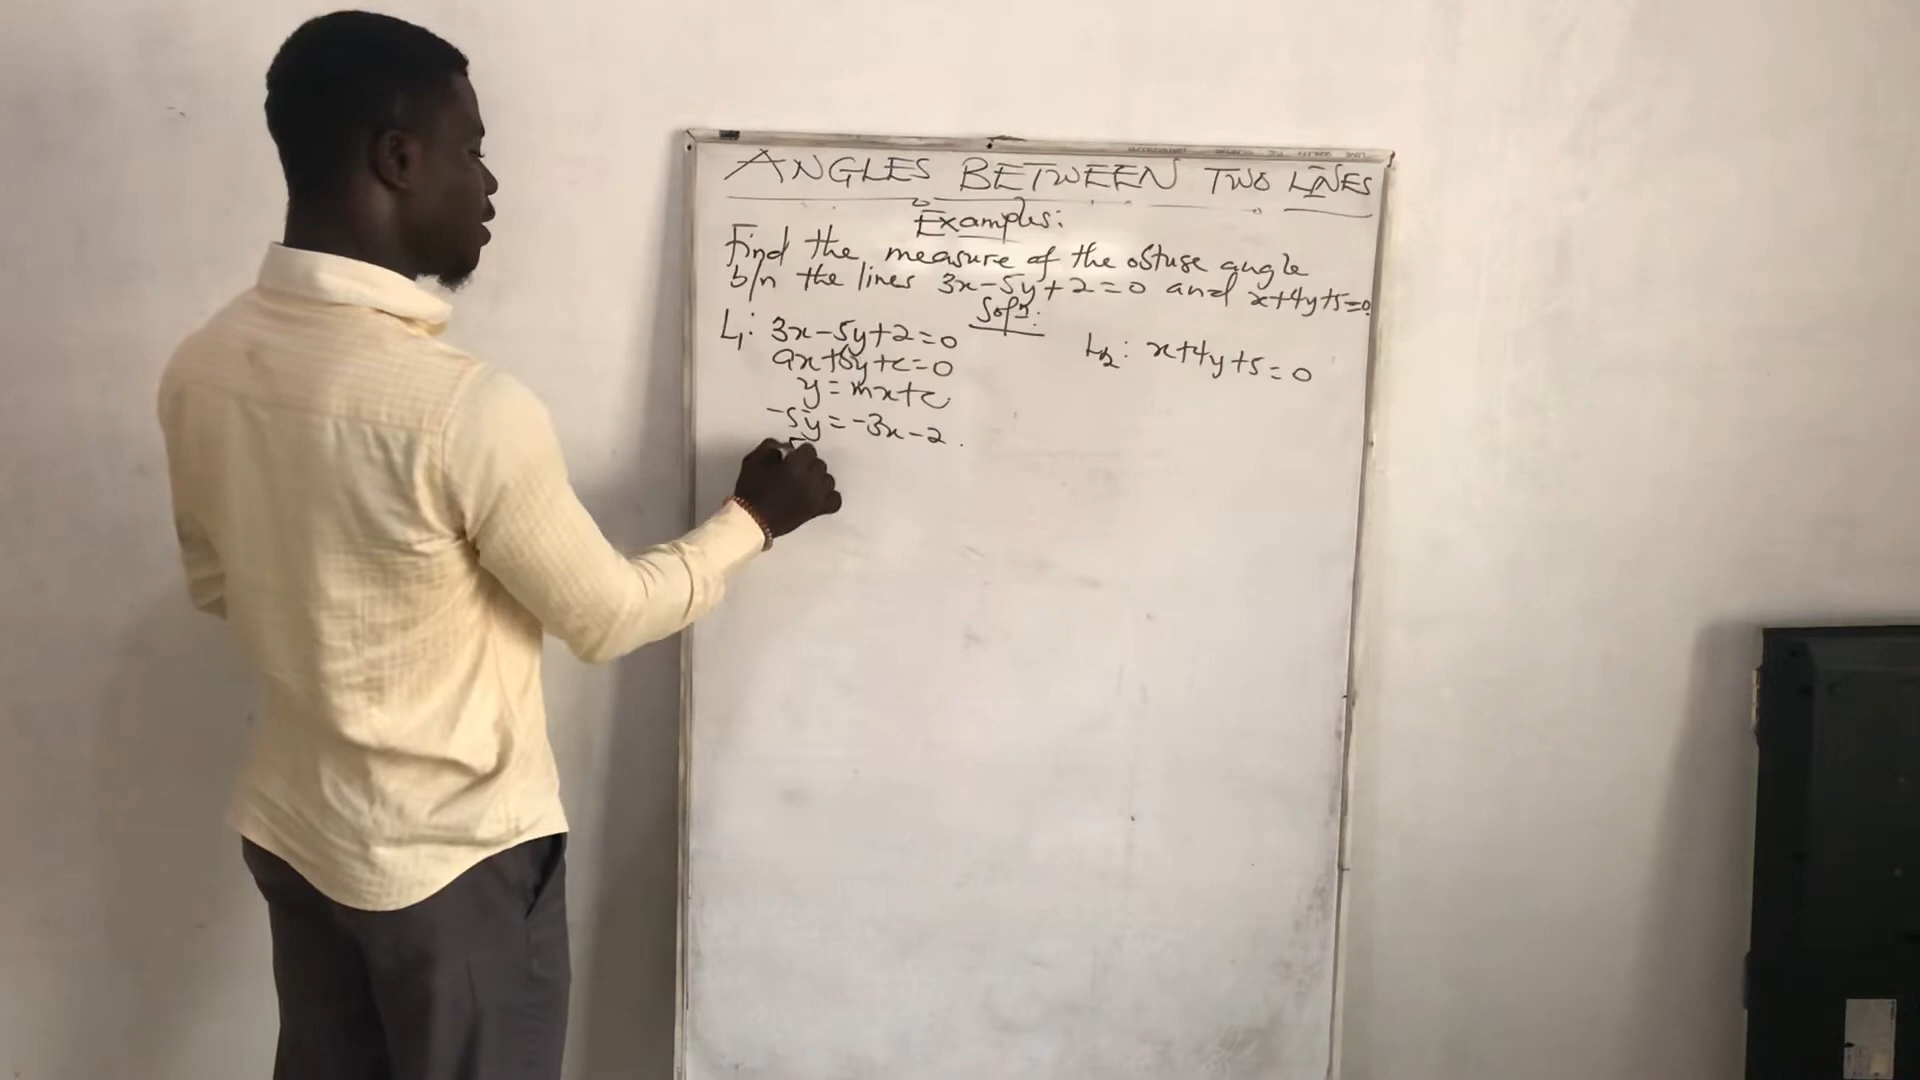 ANGLES BETWEEN TWO LINES
Examples:
Find the measure of the obtuse angle
b/n the lines 3x-5y+2=0 and x+4y+5=0
Soln:
L1: 3x-5y+2=0
ax+by+c=0
y=mx+c
-5y=-3x-2.
L2: x+4y+5=0